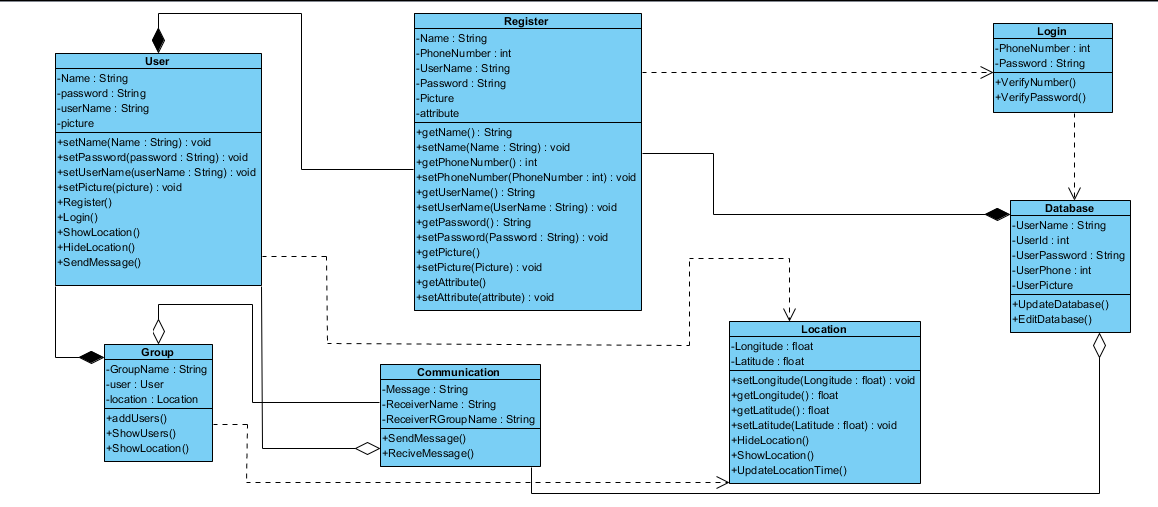 User
-Name : String
-password : String
-userName : String
-picture
+setName(Name : String) : void
+setPassword(password : String) : void
+setUserName(userName : String) : void
+setPicture(picture) : void
+Register()
+Login()
+ShowLocation()
+HideLocation()
+SendMessage()
Register
-Name : String
-PhoneNumber : int
-UserName : String
-Password : String
-Picture
-attribute
+getName() : String
+setName(Name : String) : void
+getPhoneNumber() : int
+setPhoneNumber(PhoneNumber : int) : void
+getUserName() : String
+setUserName(UserName : String) : void
+getPassword() : String
+setPassword(Password : String) : void
+getPicture()
+setPicture(Picture) : void
+getAttribute()
+setAttribute(attribute) : void
Login
-PhoneNumber : int
-Password : String
+VerifyNumber()
+VerifyPassword()
Database
-UserName : String
-UserId : int
-UserPassword : String
-UserPhone : int
-UserPicture
+UpdateDatabase()
+EditDatabase()
Group
-GroupName : String
-user : User
-location : Location
+addUsers()
+ShowUsers()
+ShowLocation()
Communication
-Message : String
-ReceiverName : String
-ReceiverRGroupName : String
+SendMessage()
+ReciveMessage()
Location
-Longitude : float
-Latitude : float
+setLongitude(Longitude : float) : void
+getLongitude() : float
+getLatitude() : float
+setLatitude(Latitude : float) : void
+HideLocation()
+ShowLocation()
+UpdateLocationTime()